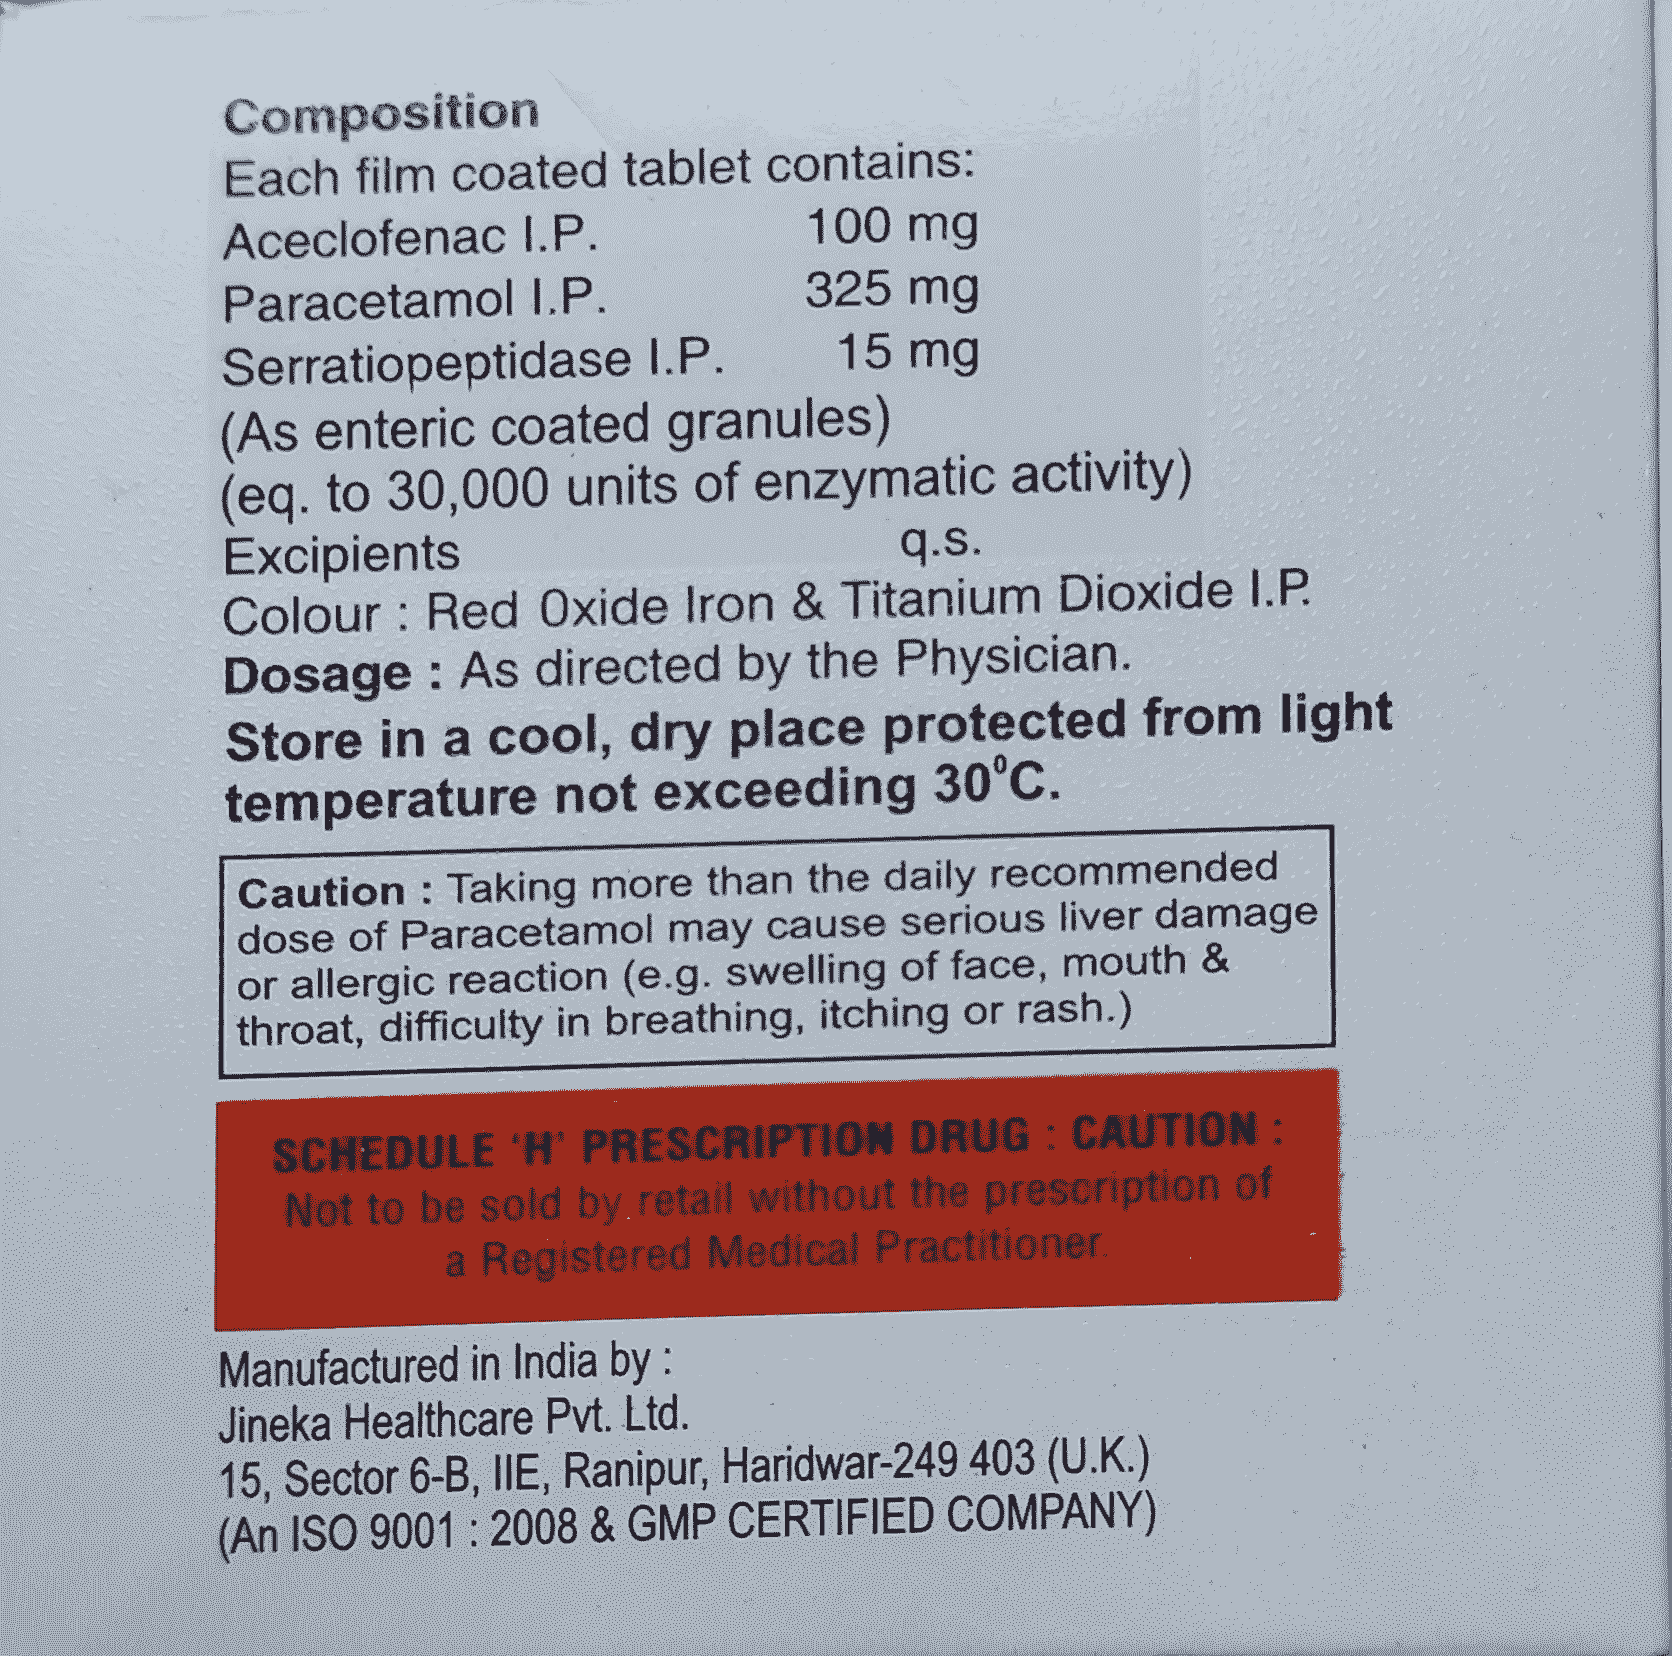 Composition
Each film coated tablet contains:
Aceclofenac I.P. 100 mg
Paracetamol I.P. 325 mg
Serratiopeptidase I.P. 15 mg
(As enteric coated granules)
(eq. to 30,000 units of enzymatic activity)
Excipients q.s.
Colour : Red Oxide Iron & Titanium Dioxide I.P.
Dosage : As directed by the Physician.
Store in a cool, dry place protected from light
temperature not exceeding 30⁰C.
Caution : Taking more than the daily recommended
dose of Paracetamol may cause serious liver damage
or allergic reaction (e.g. swelling of face, mouth &
throat, difficulty in breathing, itching or rash.)
SCHEDULE 'H' PRESCRIPTION DRUG : CAUTION :
Not to be sold by retail without the prescription of
a Registered Medical Practitioner.
Manufactured in India by :
Jineka Healthcare Pvt. Ltd.
15, Sector 6-B, IIE, Ranipur, Haridwar-249 403 (U.K.)
(An ISO 9001 : 2008 & GMP CERTIFIED COMPANY)